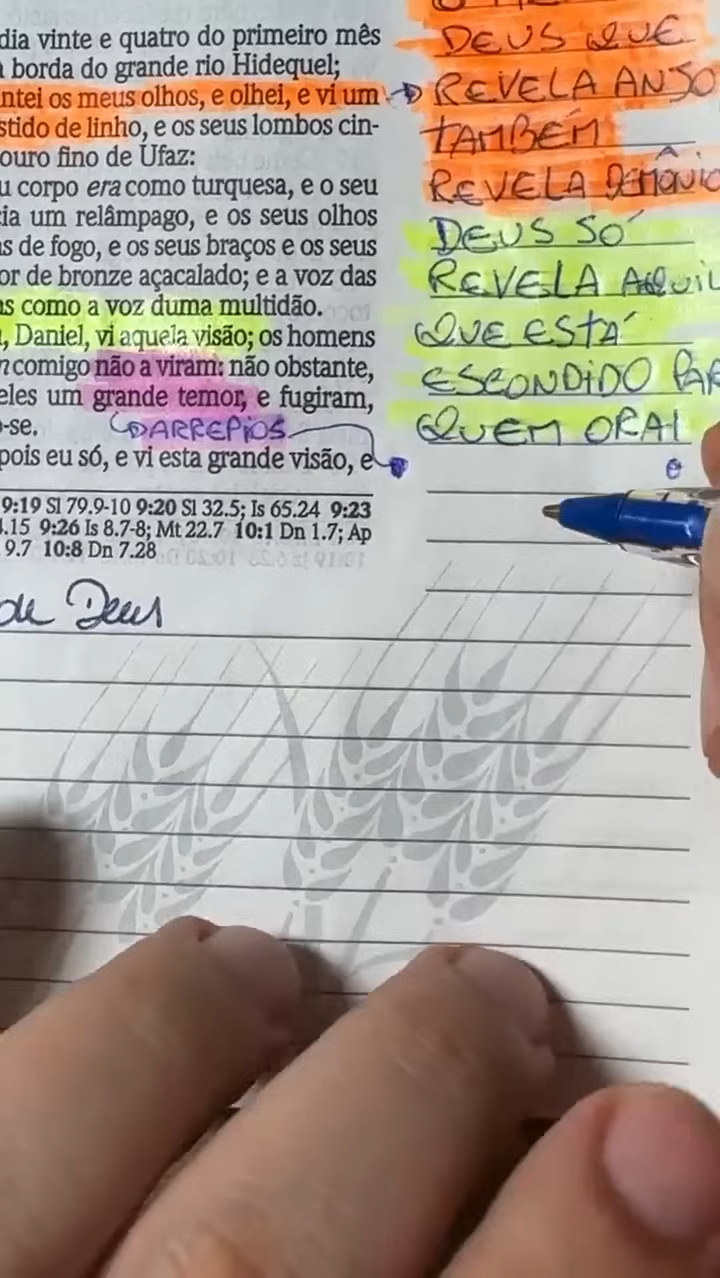 dia vinte e quatro do primeiro mês
borda do grande rio Hidequel;
ntei os meus olhos, e olhei, e vi um
stido de linho, e os seus lombos cin-
ouro fino de Ufaz:
u corpo era como turquesa, e o seu
cia um relâmpago, e os seus olhos
as de fogo, e os seus braços e os seus
or de bronze açacalado; e a voz das
as como a voz duma multidão.
, Daniel, vi aquela visão; os homens
comigo não a viram: não obstante,
eles um grande temor, e fugiram,
o-se.
DARREPIOS
pois eu só, e vi esta grande visão, e
9:19 Sl 79.9-10 9:20 Sl 32.5; Is 65.24 9:23
.15 9:26 Is 8.7-8; Mt 22.7 10:1 Dn 1.7; Ap
9.7 10:8 Dn 7.28
de Deus
DEUS QUE
REVELA ANJO
TAMBÉM
REVELA DEMÔNIO
DEUS SÓ
REVELA AQUIL
QUE ESTÁ
ESCONDIDO PAR
QUEM ORA!